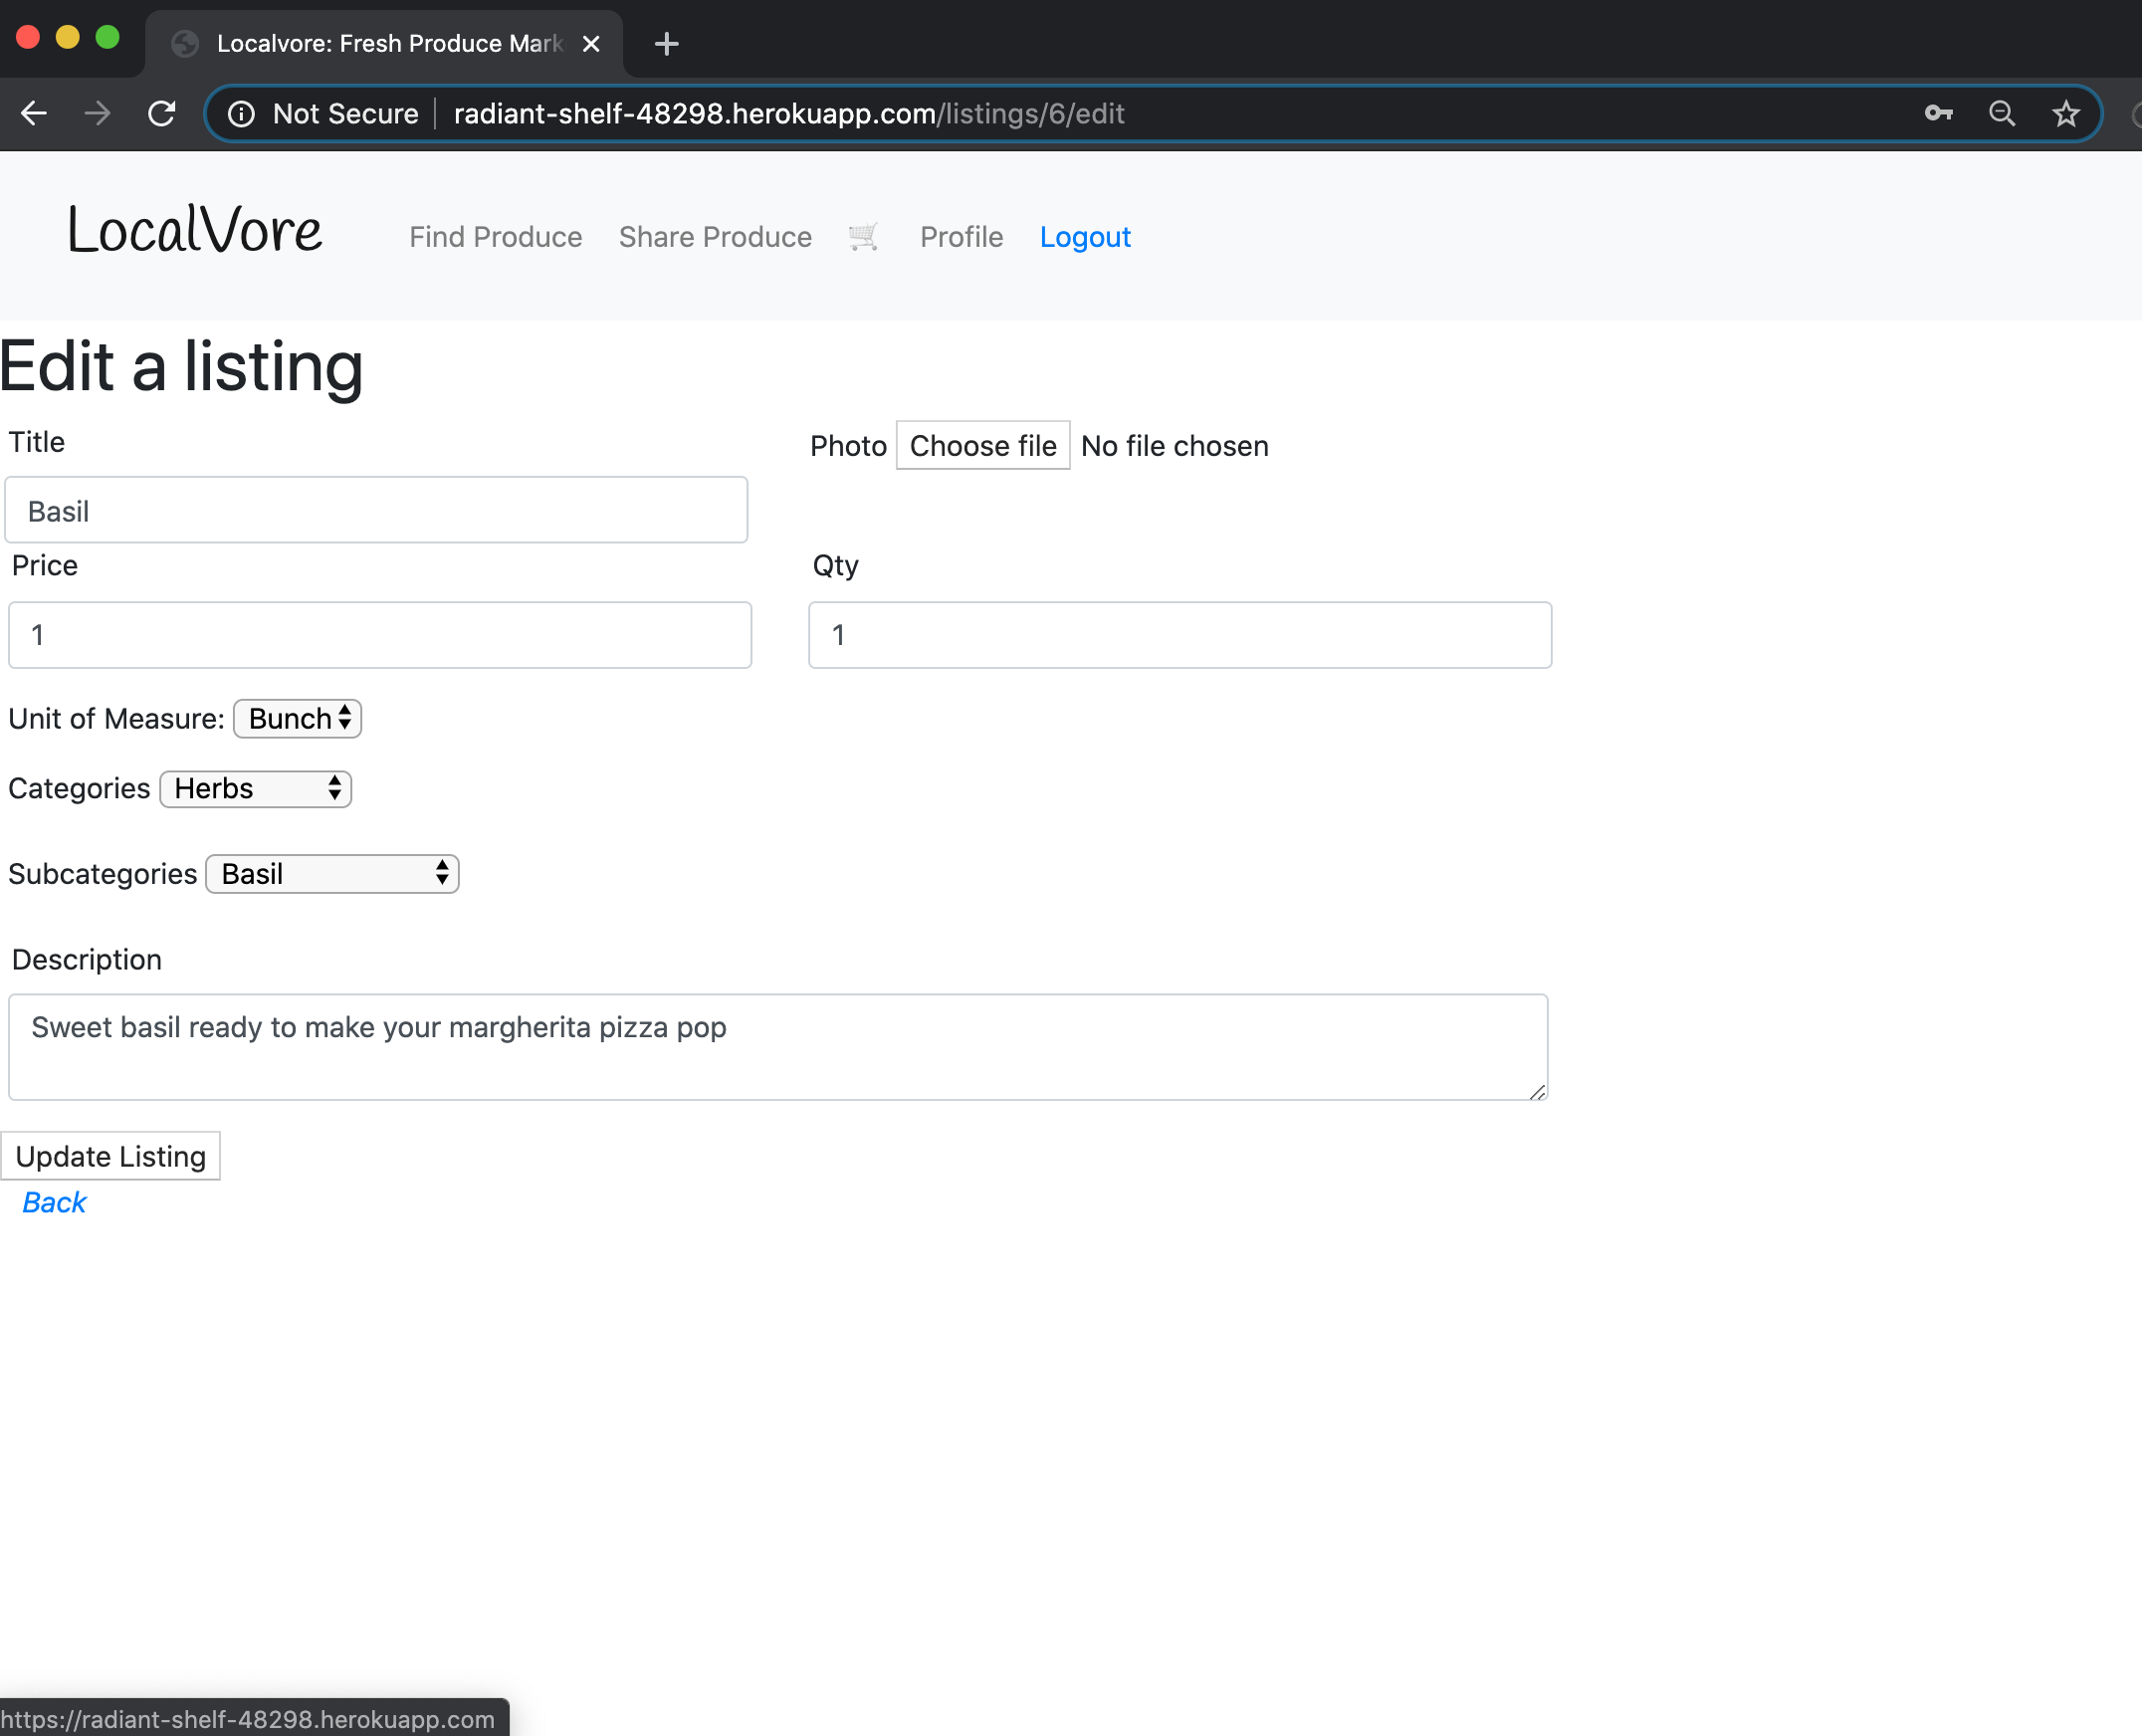 Localvore: Fresh Produce Mark
Not Secure radiant-shelf-48298.herokuapp.com/listings/6/edit
LocalVore Find Produce Share Produce Profile Logout
Edit a listing
Title
Photo Choose file No file chosen
Basil
Price Qty
1 1
Unit of Measure: Bunch
Categories Herbs
Subcategories Basil
Description
Sweet basil ready to make your margherita pizza pop
Update Listing
Back
https://radiant-shelf-48298.herokuapp.com